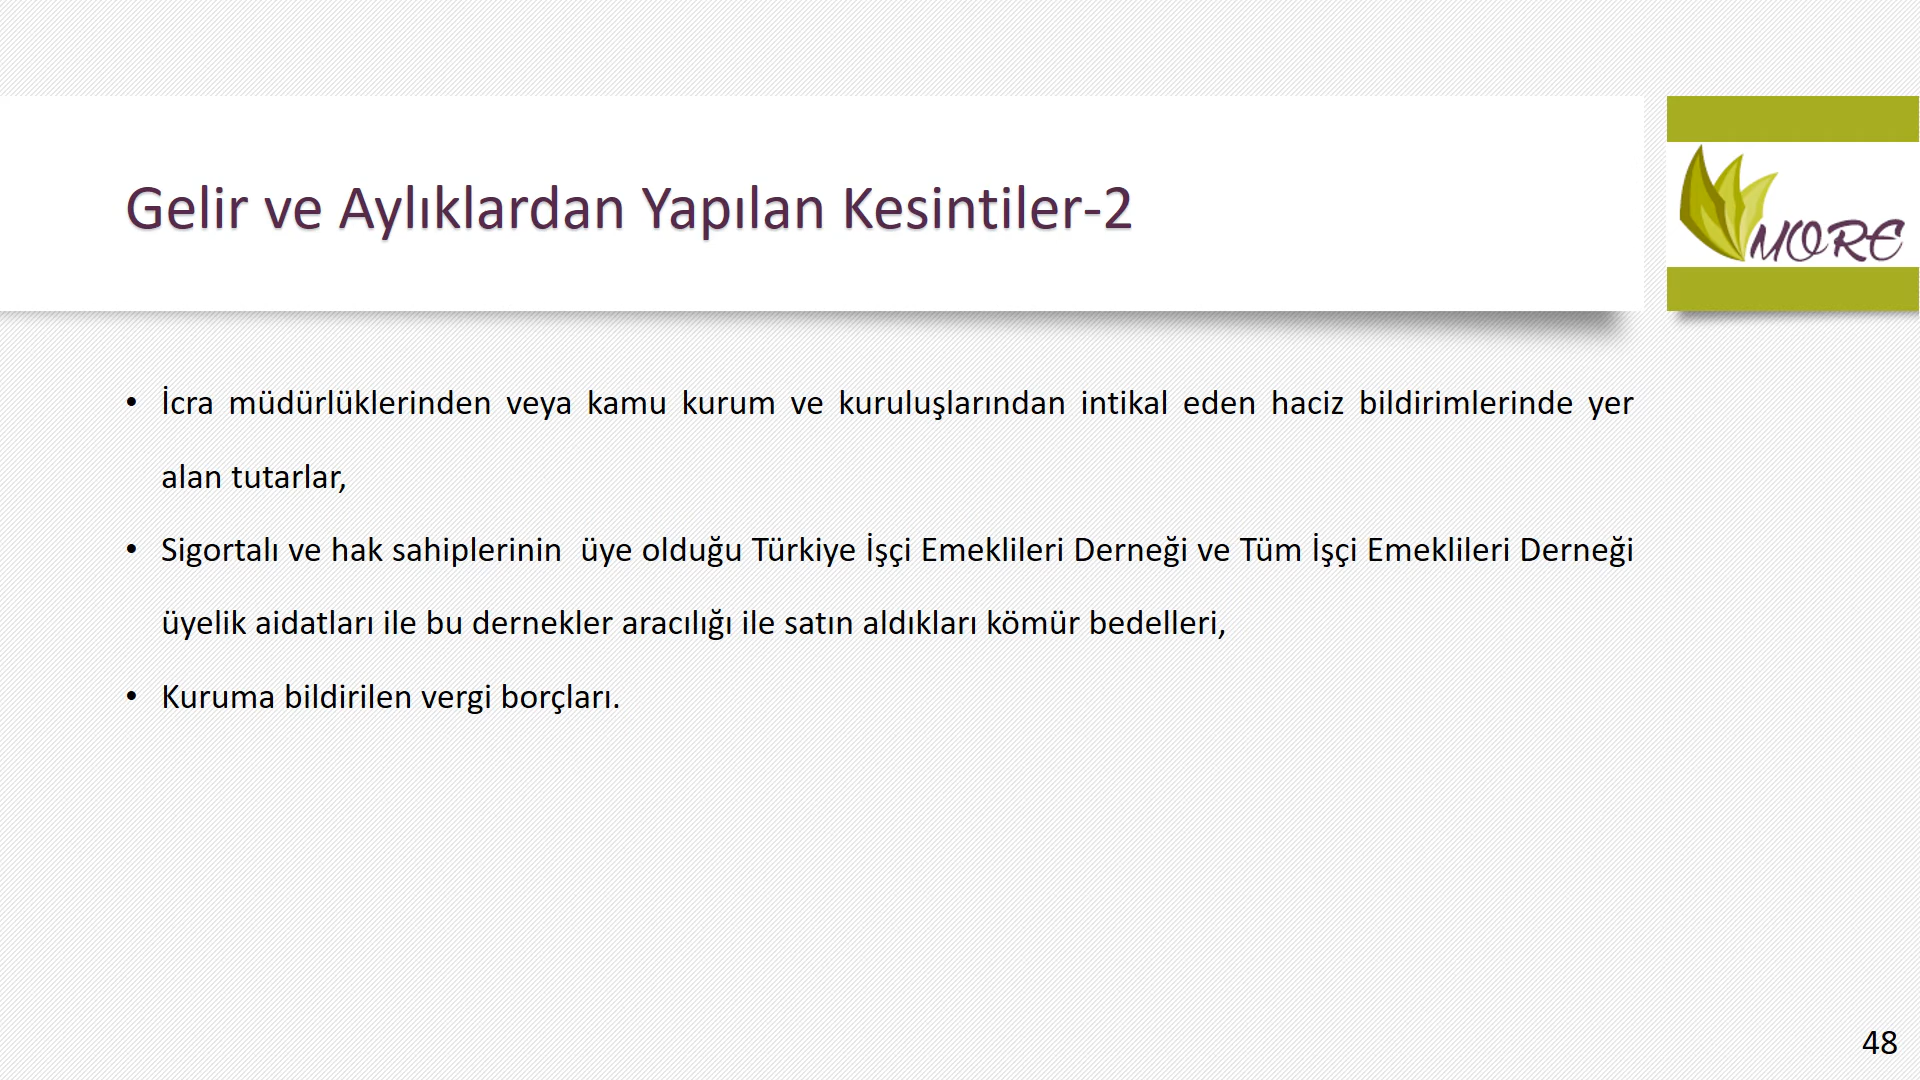 Gelir ve Aylıklardan Yapılan Kesintiler-2
MORE
• İcra müdürlüklerinden veya kamu kurum ve kuruluşlarından intikal eden haciz bildirimlerinde yer
alan tutarlar,
• Sigortalı ve hak sahiplerinin  üye olduğu Türkiye İşçi Emeklileri Derneği ve Tüm İşçi Emeklileri Derneği
üyelik aidatları ile bu dernekler aracılığı ile satın aldıkları kömür bedelleri,
• Kuruma bildirilen vergi borçları.
48